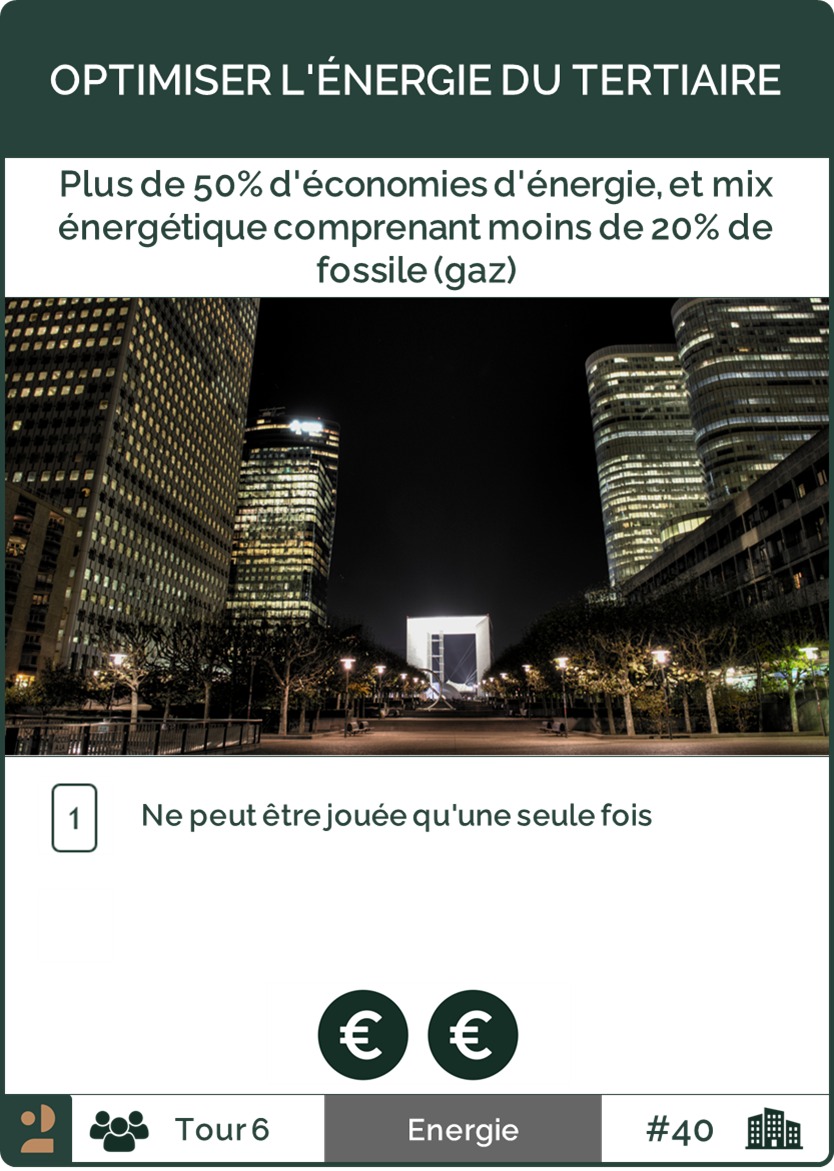 OPTIMISER L'ÉNERGIE DU TERTIAIRE
Plus de 50% d'économies d'énergie, et mix
énergétique comprenant moins de 20% de
fossile (gaz)
1 Ne peut être jouée qu'une seule fois
€ €
Tour 6 Energie #40